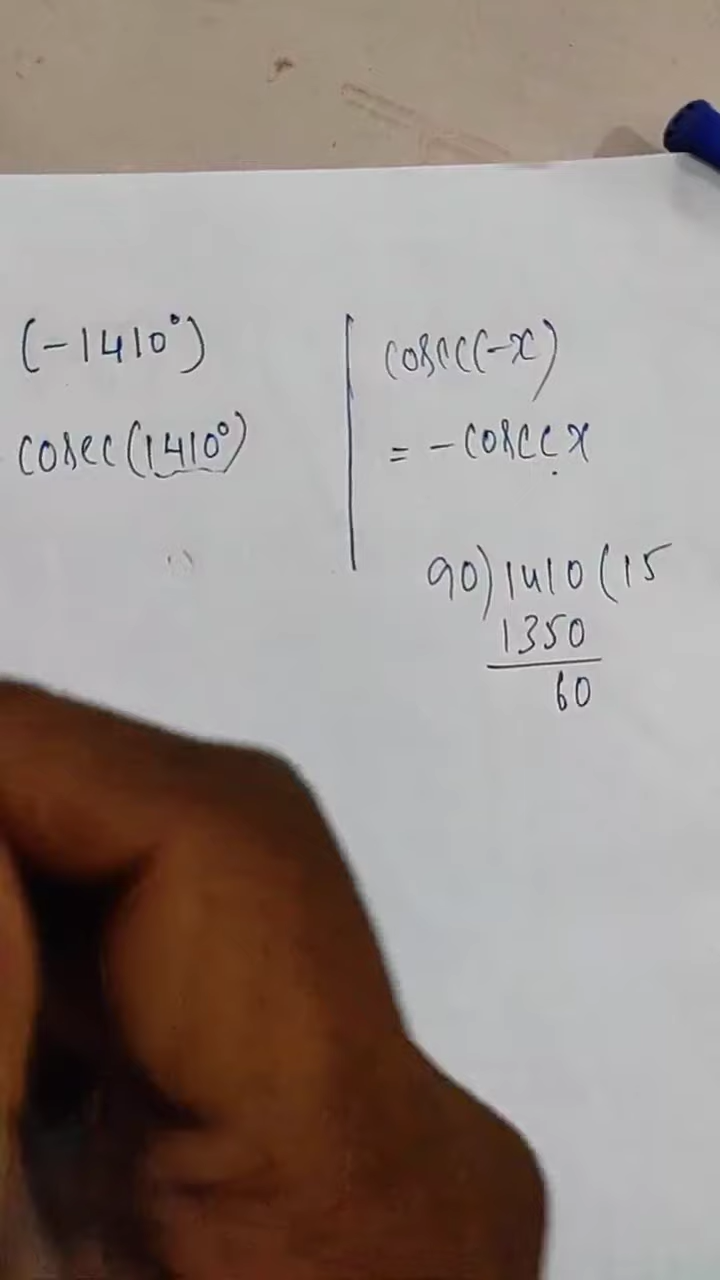 (-1410°)
cosec(1410°)
cosec(-x)
= -cosec x
90)1410(15
1350
60